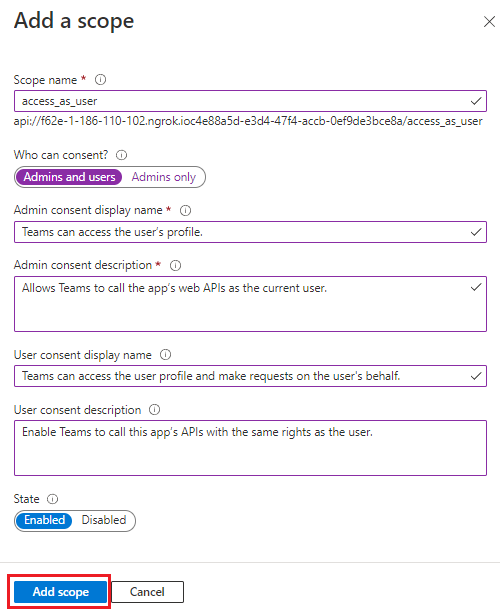 Add a scope
Scope name *
access_as_user
api://f62e-1-186-110-102.ngrok.ioc4e88a5d-e3d4-47f4-accb-0ef9de3bce8a/access_as_user
Who can consent?
Admins and users Admins only
Admin consent display name *
Teams can access the user's profile.
Admin consent description *
Allows Teams to call the app's web APIs as the current user.
User consent display name
Teams can access the user profile and make requests on the user's behalf.
User consent description
Enable Teams to call this app's APIs with the same rights as the user.
State
Enabled Disabled
Add scope Cancel